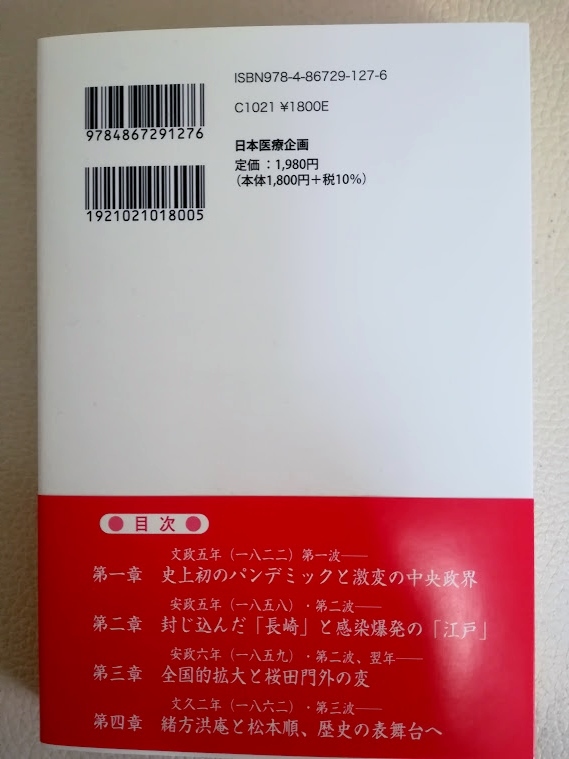 ISBN978-4-86729-127-6
C1021 ¥1800E
9784867291276
日本医療企画
定価：1,980円
（本体1,800円＋税10%）
1921021018005
目次
文政五年（一八二二）第一波──
第一章 史上初のパンデミックと激変の中央政界
安政五年（一八五八）・第二波──
第二章 封じ込んだ「長崎」と感染爆発の「江戸」
安政六年（一八五九）・第二波、翌年──
第三章 全国的拡大と桜田門外の変
文久二年（一八六二）・第三波──
第四章 緒方洪庵と松本順、歴史の表舞台へ